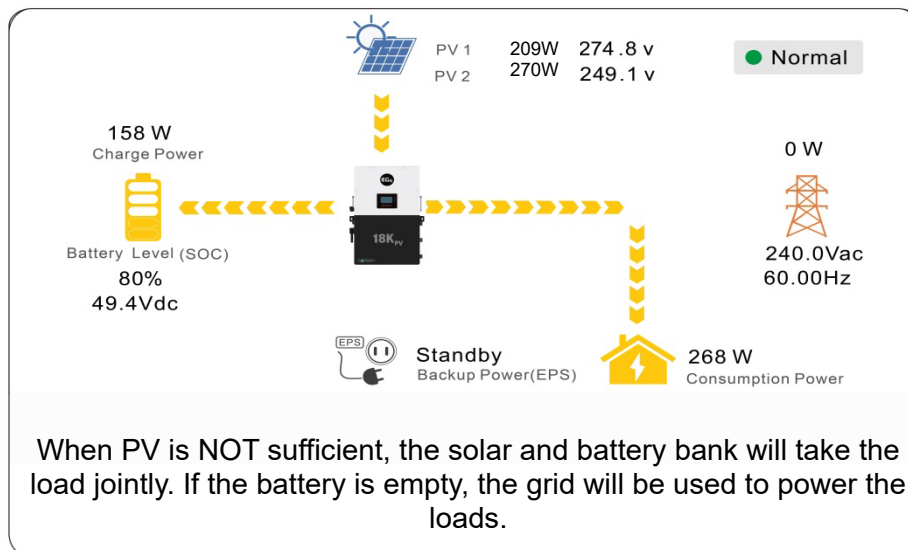 PV 1 209W 274.8 v
PV 2 270W 249.1 v
Normal
158 W
Charge Power
0 W
EG4
18KPV
Battery Level (SOC)
80%
49.4Vdc
240.0Vac
60.00Hz
EPS
Standby
Backup Power(EPS)
268 W
Consumption Power
When PV is NOT sufficient, the solar and battery bank will take the
load jointly. If the battery is empty, the grid will be used to power the
loads.